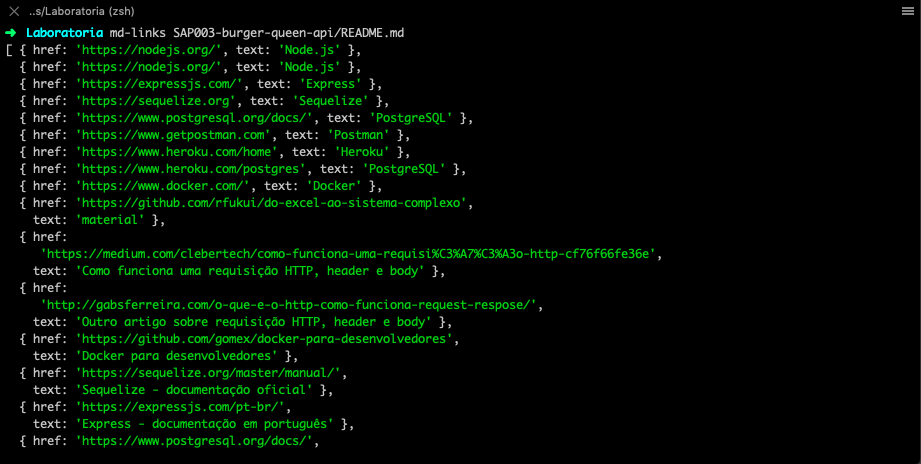 ..s/Laboratoria (zsh)
➜ Laboratoria md-links SAP003-burger-queen-api/README.md
[ { href: 'https://nodejs.org/', text: 'Node.js' },
{ href: 'https://nodejs.org/', text: 'Node.js' },
{ href: 'https://expressjs.com/', text: 'Express' },
{ href: 'https://sequelize.org', text: 'Sequelize' },
{ href: 'https://www.postgresql.org/docs/', text: 'PostgreSQL' },
{ href: 'https://www.getpostman.com', text: 'Postman' },
{ href: 'https://www.heroku.com/home', text: 'Heroku' },
{ href: 'https://www.heroku.com/postgres', text: 'PostgreSQL' },
{ href: 'https://www.docker.com/', text: 'Docker' },
{ href: 'https://github.com/rfukui/do-excel-ao-sistema-complexo',
text: 'material' },
{ href:
'https://medium.com/clebertech/como-funciona-uma-requisi%C3%A7%C3%A3o-http-cf76f66fe36e',
text: 'Como funciona uma requisição HTTP, header e body' },
{ href:
'http://gabsferreira.com/o-que-e-o-http-como-funciona-request-respose/',
text: 'Outro artigo sobre requisição HTTP, header e body' },
{ href: 'https://github.com/gomex/docker-para-desenvolvedores',
text: 'Docker para desenvolvedores' },
{ href: 'https://sequelize.org/master/manual/',
text: 'Sequelize - documentação oficial' },
{ href: 'https://expressjs.com/pt-br/',
text: 'Express - documentação em português' },
{ href: 'https://www.postgresql.org/docs/',